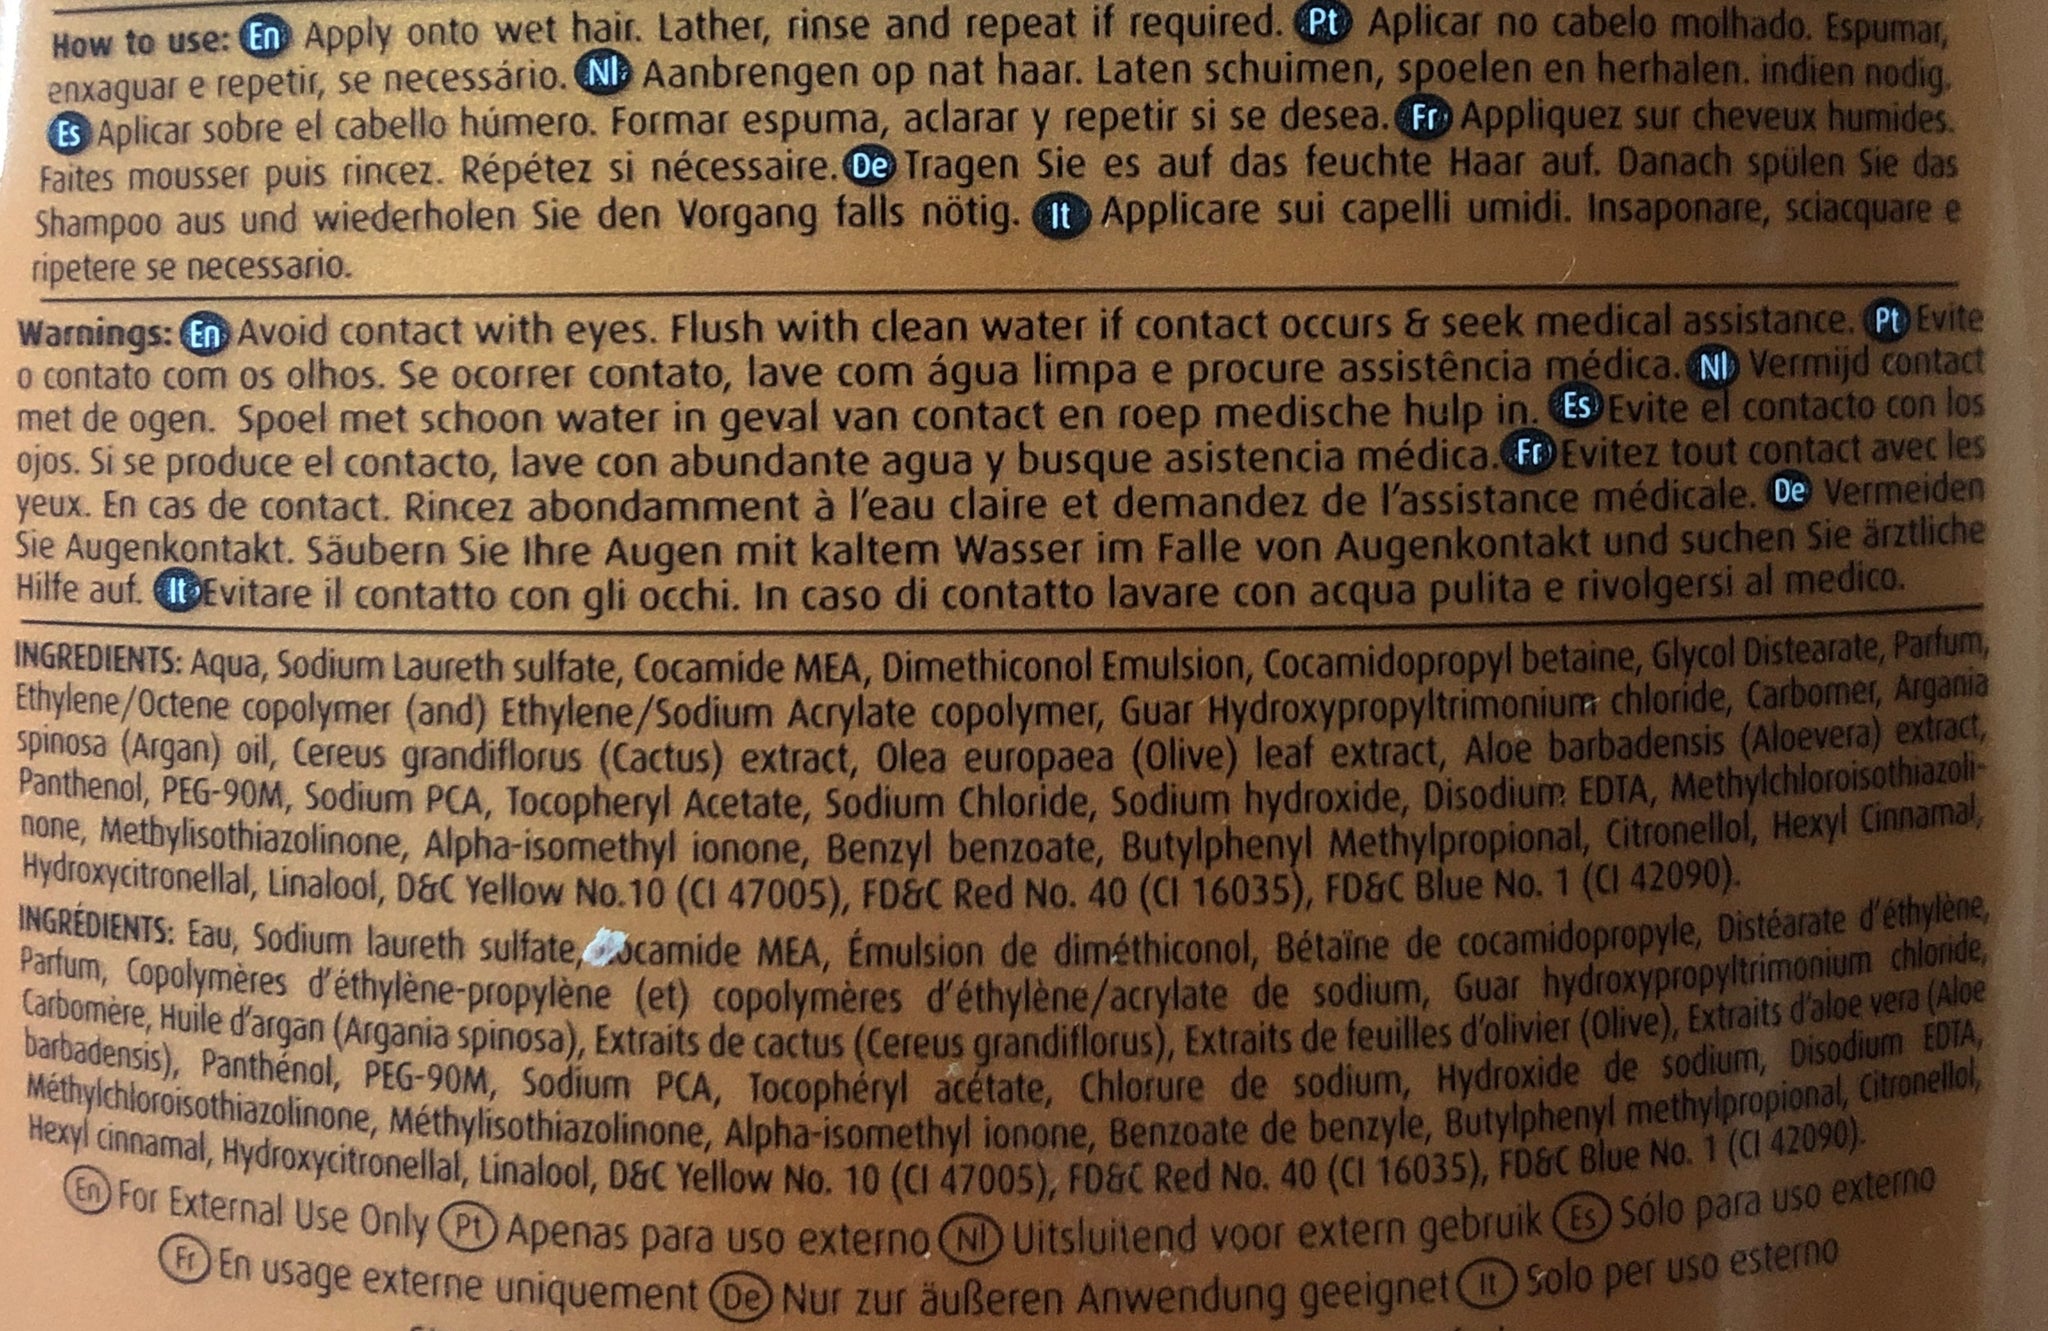 How to use: En Apply onto wet hair. Lather, rinse and repeat if required. Pt Aplicar no cabelo molhado. Espumar,
enxaguar e repetir, se necessário. Nl Aanbrengen op nat haar. Laten schuimen, spoelen en herhalen. indien nodig.
Es Aplicar sobre el cabello húmero. Formar espuma, aclarar y repetir si se desea. Fr Appliquez sur cheveux humides.
Faites mousser puis rincez. Répétez si nécessaire. De Tragen Sie es auf das feuchte Haar auf. Danach spülen Sie das
Shampoo aus und wiederholen Sie den Vorgang falls nötig. It Applicare sui capelli umidi. Insaponare, sciacquare e
ripetere se necessario.
Warnings: En Avoid contact with eyes. Flush with clean water if contact occurs & seek medical assistance. Pt Evite
o contato com os olhos. Se ocorrer contato, lave com água limpa e procure assistência médica. Nl Vermijd contact
met de ogen. Spoel met schoon water in geval van contact en roep medische hulp in. Es Evite el contacto con los
ojos. Si se produce el contacto, lave con abundante agua y busque asistencia médica. Fr Evitez tout contact avec les
yeux. En cas de contact. Rincez abondamment à l'eau claire et demandez de l'assistance médicale. De Vermeiden
Sie Augenkontakt. Säubern Sie Ihre Augen mit kaltem Wasser im Falle von Augenkontakt und suchen Sie ärztliche
Hilfe auf. It Evitare il contatto con gli occhi. In caso di contatto lavare con acqua pulita e rivolgersi al medico.
INGREDIENTS: Aqua, Sodium Laureth sulfate, Cocamide MEA, Dimethiconol Emulsion, Cocamidopropyl betaine, Glycol Distearate, Parfum,
Ethylene/Octene copolymer (and) Ethylene/Sodium Acrylate copolymer, Guar Hydroxypropyltrimonium chloride, Carbomer, Argania
spinosa (Argan) oil, Cereus grandiflorus (Cactus) extract, Olea europaea (Olive) leaf extract, Aloe barbadensis (Aloevera) extract,
Panthenol, PEG-90M, Sodium PCA, Tocopheryl Acetate, Sodium Chloride, Sodium hydroxide, Disodium EDTA, Methylchloroisothiazoli-
none, Methylisothiazolinone, Alpha-isomethyl ionone, Benzyl benzoate, Butylphenyl Methylpropional, Citronellol, Hexyl Cinnamal,
Hydroxycitronellal, Linalool, D&C Yellow No.10 (CI 47005), FD&C Red No. 40 (CI 16035), FD&C Blue No. 1 (CI 42090).
INGRÉDIENTS: Eau, Sodium laureth sulfate, Cocamide MEA, Émulsion de diméthiconol, Bétaïne de cocamidopropyle, Distéarate d'éthylène,
Parfum, Copolymères d'éthylène-propylène (et) copolymères d'éthylène/acrylate de sodium, Guar hydroxypropyltrimonium chloride,
Carbomère, Huile d'argan (Argania spinosa), Extraits de cactus (Cereus grandiflorus), Extraits de feuilles d'olivier (Olive), Extraits d'aloe vera (Aloe
barbadensis), Panthénol, PEG-90M, Sodium PCA, Tocophéryl acétate, Chlorure de sodium, Hydroxide de sodium, Disodium EDTA,
Méthylchloroisothiazolinone, Méthylisothiazolinone, Alpha-isomethyl ionone, Benzoate de benzyle, Butylphenyl methylpropional, Citronellol,
Hexyl cinnamal, Hydroxycitronellal, Linalool, D&C Yellow No. 10 (CI 47005), FD&C Red No. 40 (CI 16035), FD&C Blue No. 1 (CI 42090).
En For External Use Only Pt Apenas para uso externo Nl Uitsluitend voor extern gebruik Es Sólo para uso externo
Fr En usage externe uniquement De Nur zur äußeren Anwendung geeignet It Solo per uso esterno